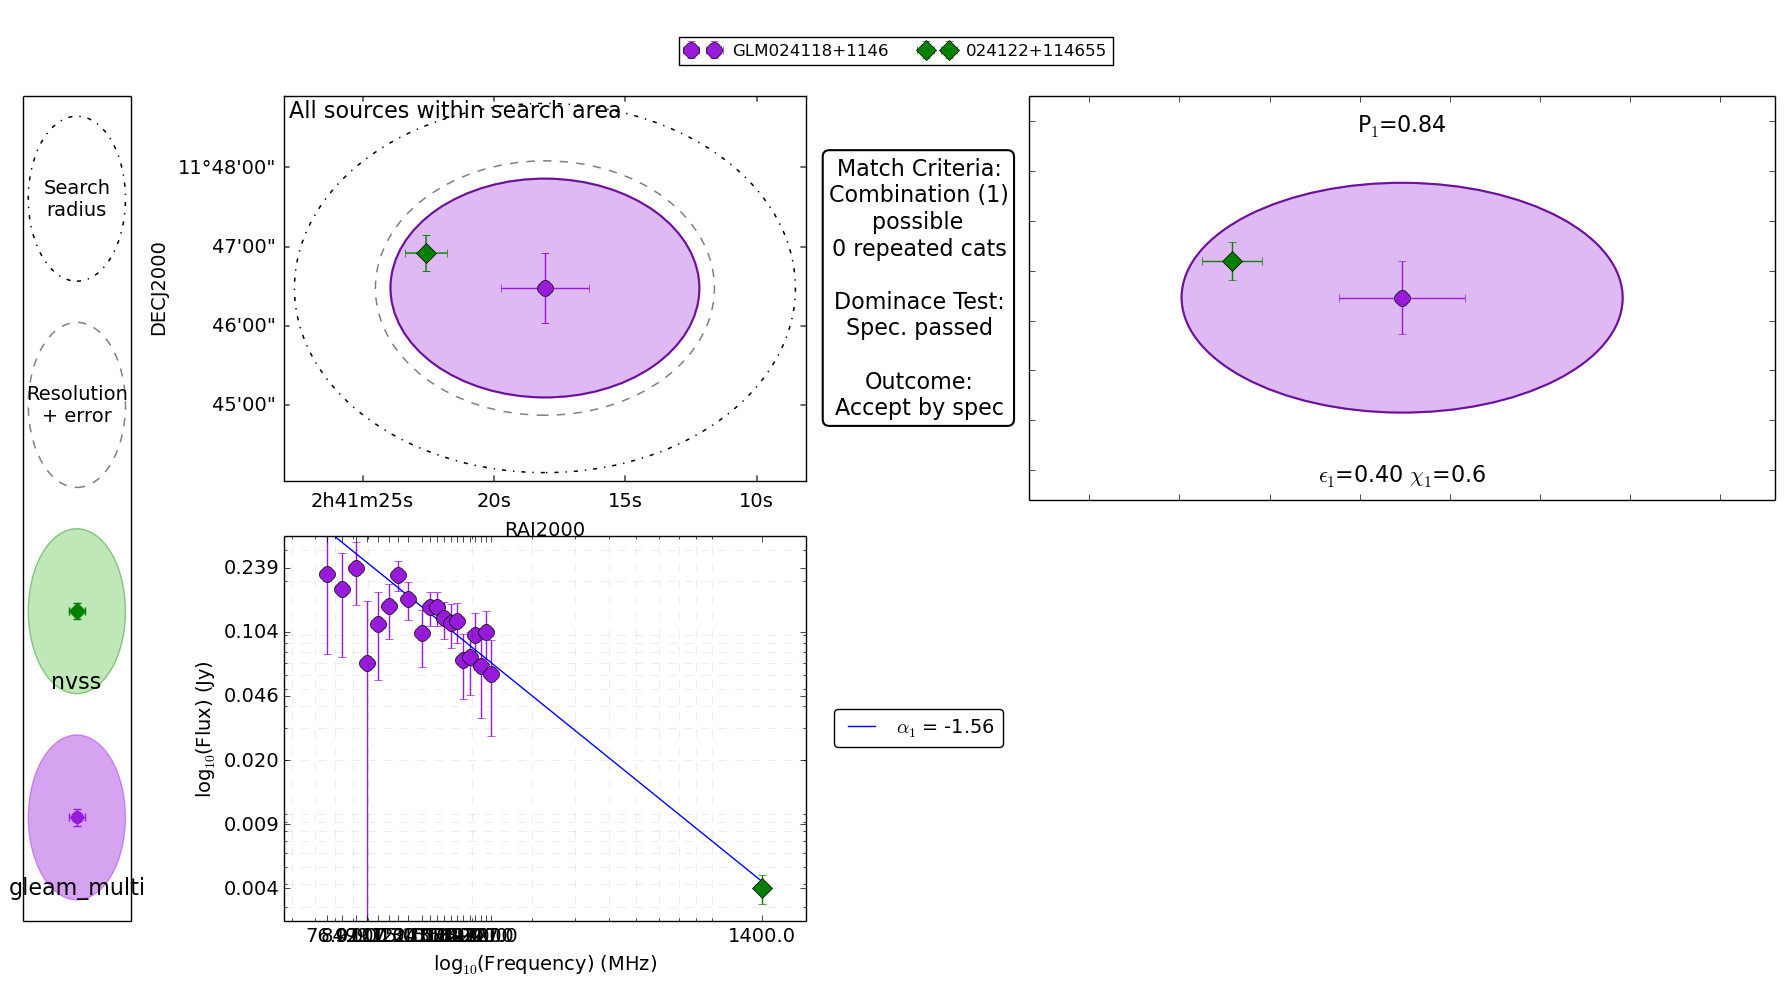 GLM024118+1146 024122+114655
Search
radius
Resolution
+ error
nvss
gleam_multi
All sources within search area
DECJ2000
11°48'00"
47'00"
46'00"
45'00"
2h41m25s 20s 15s 10s
RAJ2000
Match Criteria:
Combination (1)
possible
0 repeated cats
Dominace Test:
Spec. passed
Outcome:
Accept by spec
P₁=0.84
ϵ₁=0.40 χ₁=0.6
log₁₀(Flux) (Jy)
0.239
0.104
0.046
0.020
0.009
0.004
1400.0
log₁₀(Frequency) (MHz)
α₁ = -1.56